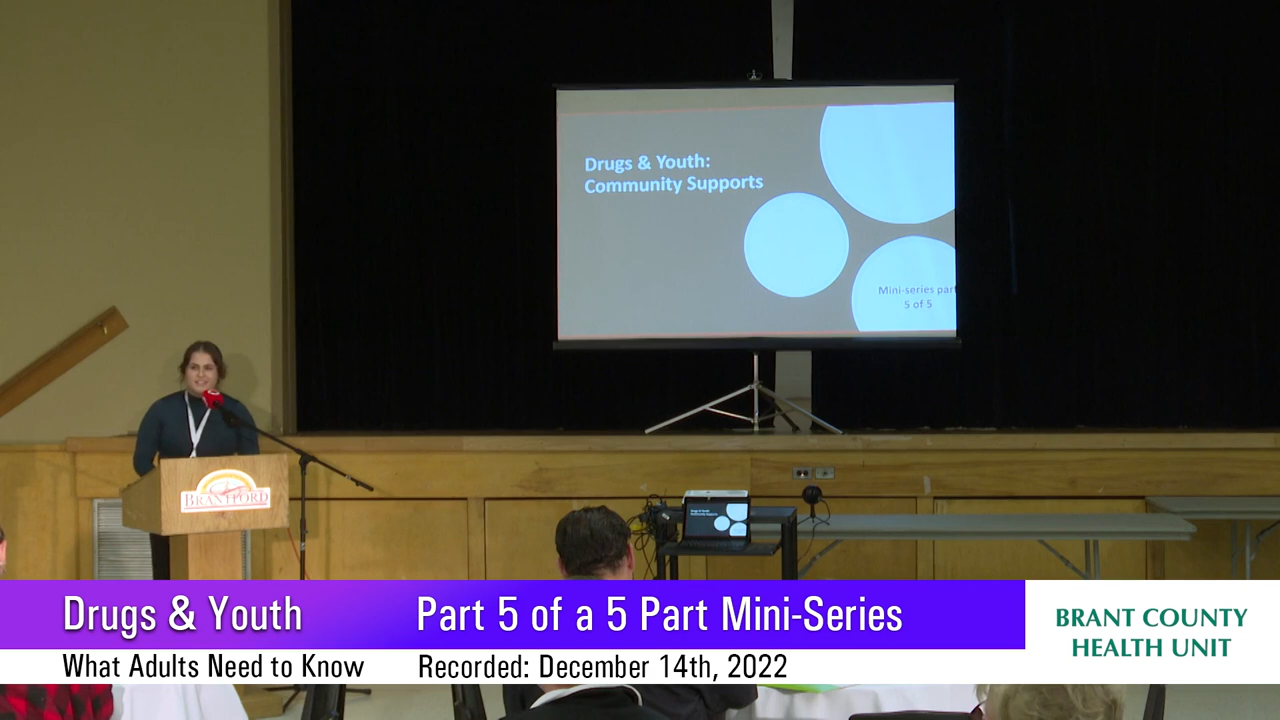 Drugs & Youth:
Community Supports
Mini-series part
5 of 5
BRANTFORD
Drugs & Youth
Part 5 of a 5 Part Mini-Series
What Adults Need to Know
Recorded: December 14th, 2022
BRANT COUNTY
HEALTH UNIT